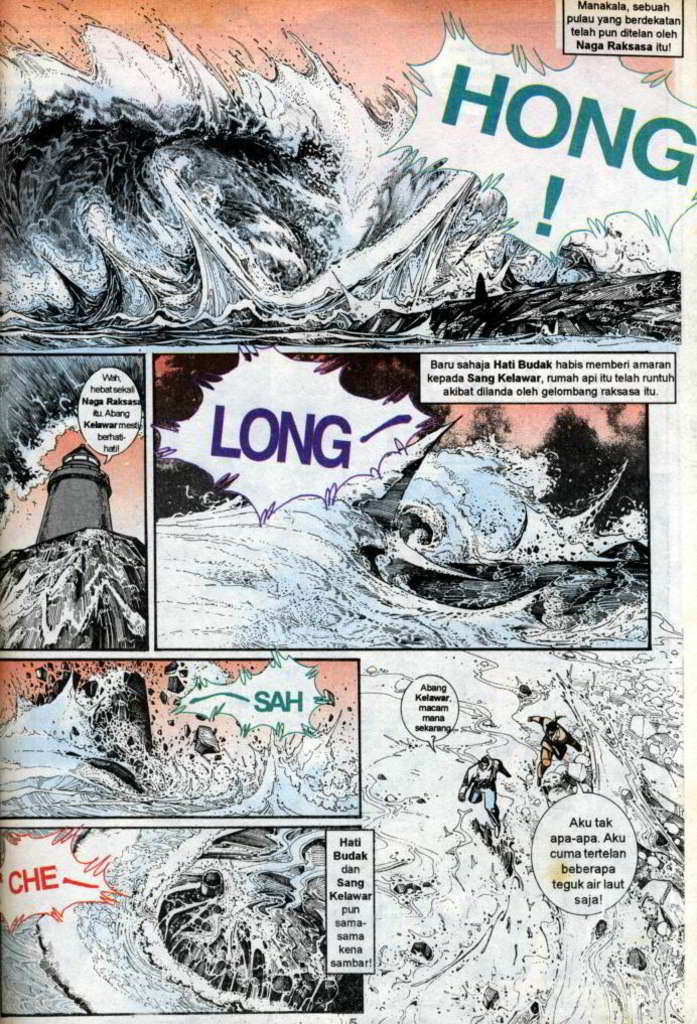 Manakala, sebuah
pulau yang berdekatan
telah pun ditelan oleh
Naga Raksasa itu!
HONG
!
Wah,
hebat sekali
Naga Raksasa
itu. Abang
Kelawar mesti
berhati-
hati!
LONG
Baru sahaja Hati Budak habis memberi amaran
kepada Sang Kelawar, rumah api itu telah runtuh
akibat dilanda oleh gelombang raksasa itu.
SAH
Abang
Kelawar,
macam
mana
sekarang
?
Aku tak
apa-apa. Aku
cuma tertelan
beberapa
teguk air laut
saja!
CHE
Hati
Budak
dan
Sang
Kelawar
pun
sama-
sama
kena
sambar!
5